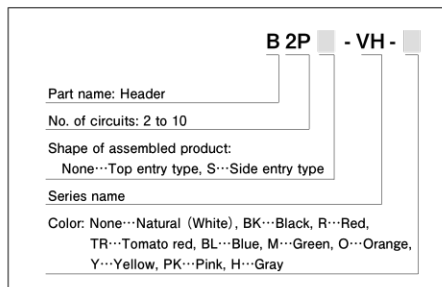 B 2P - VH -
Part name: Header
No. of circuits: 2 to 10
Shape of assembled product:
None···Top entry type, S···Side entry type
Series name
Color: None···Natural (White), BK···Black, R···Red,
TR···Tomato red, BL···Blue, M···Green, O···Orange,
Y···Yellow, PK···Pink, H···Gray